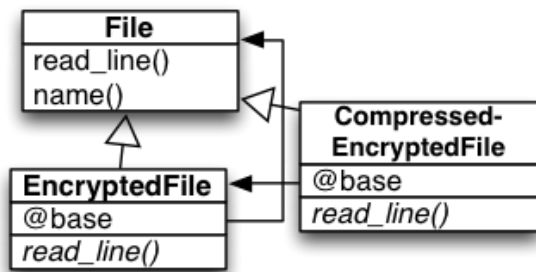 File
read_line()
name()
Compressed-
EncryptedFile
@base
read_line()
EncryptedFile
@base
read_line()